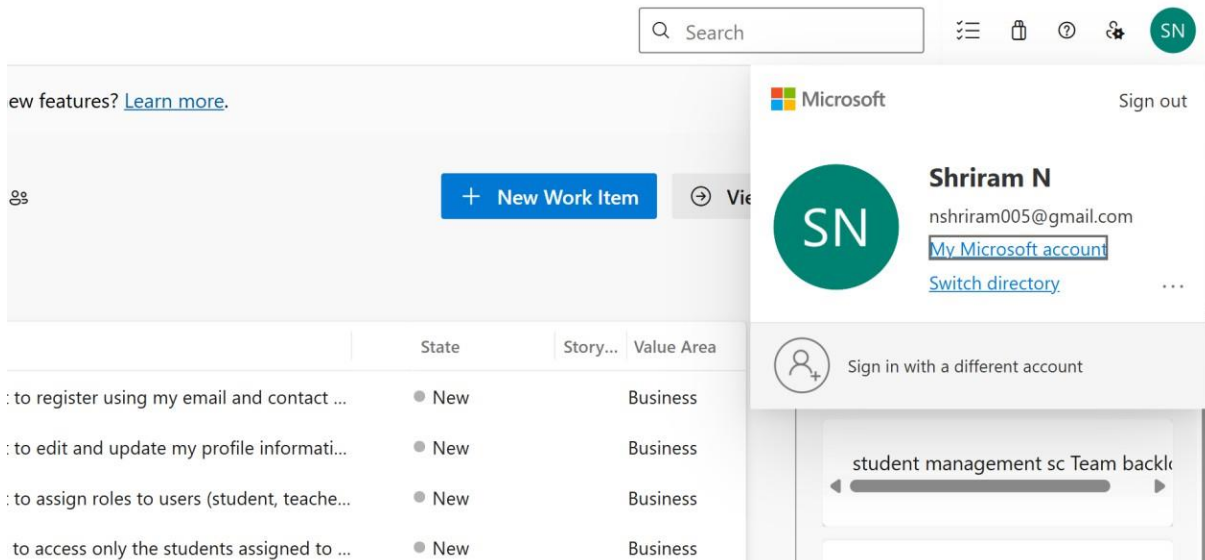 Search
SN
ew features? Learn more.
Microsoft
Sign out
+ New Work Item
Vie
SN
Shriram N
nshriram005@gmail.com
My Microsoft account
Switch directory
...
Sign in with a different account
State Story... Value Area
to register using my email and contact ... New Business
to edit and update my profile informati... New Business
to assign roles to users (student, teache... New Business
to access only the students assigned to ... New Business
student management sc Team backlo